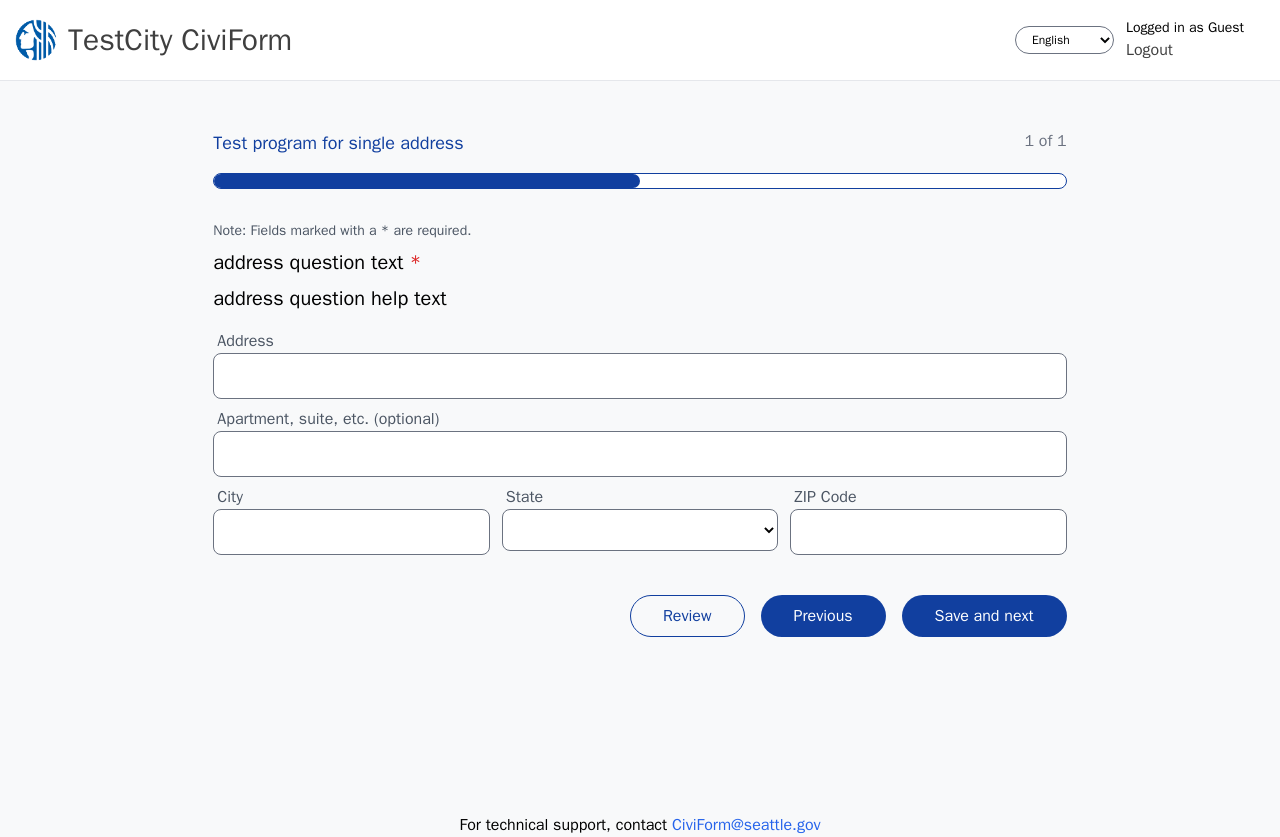 TestCity CiviForm
English
Logged in as Guest
Logout
Test program for single address
1 of 1
Note: Fields marked with a * are required.
address question text *
address question help text
Address
Apartment, suite, etc. (optional)
City
State
ZIP Code
Review
Previous
Save and next
For technical support, contact CiviForm@seattle.gov